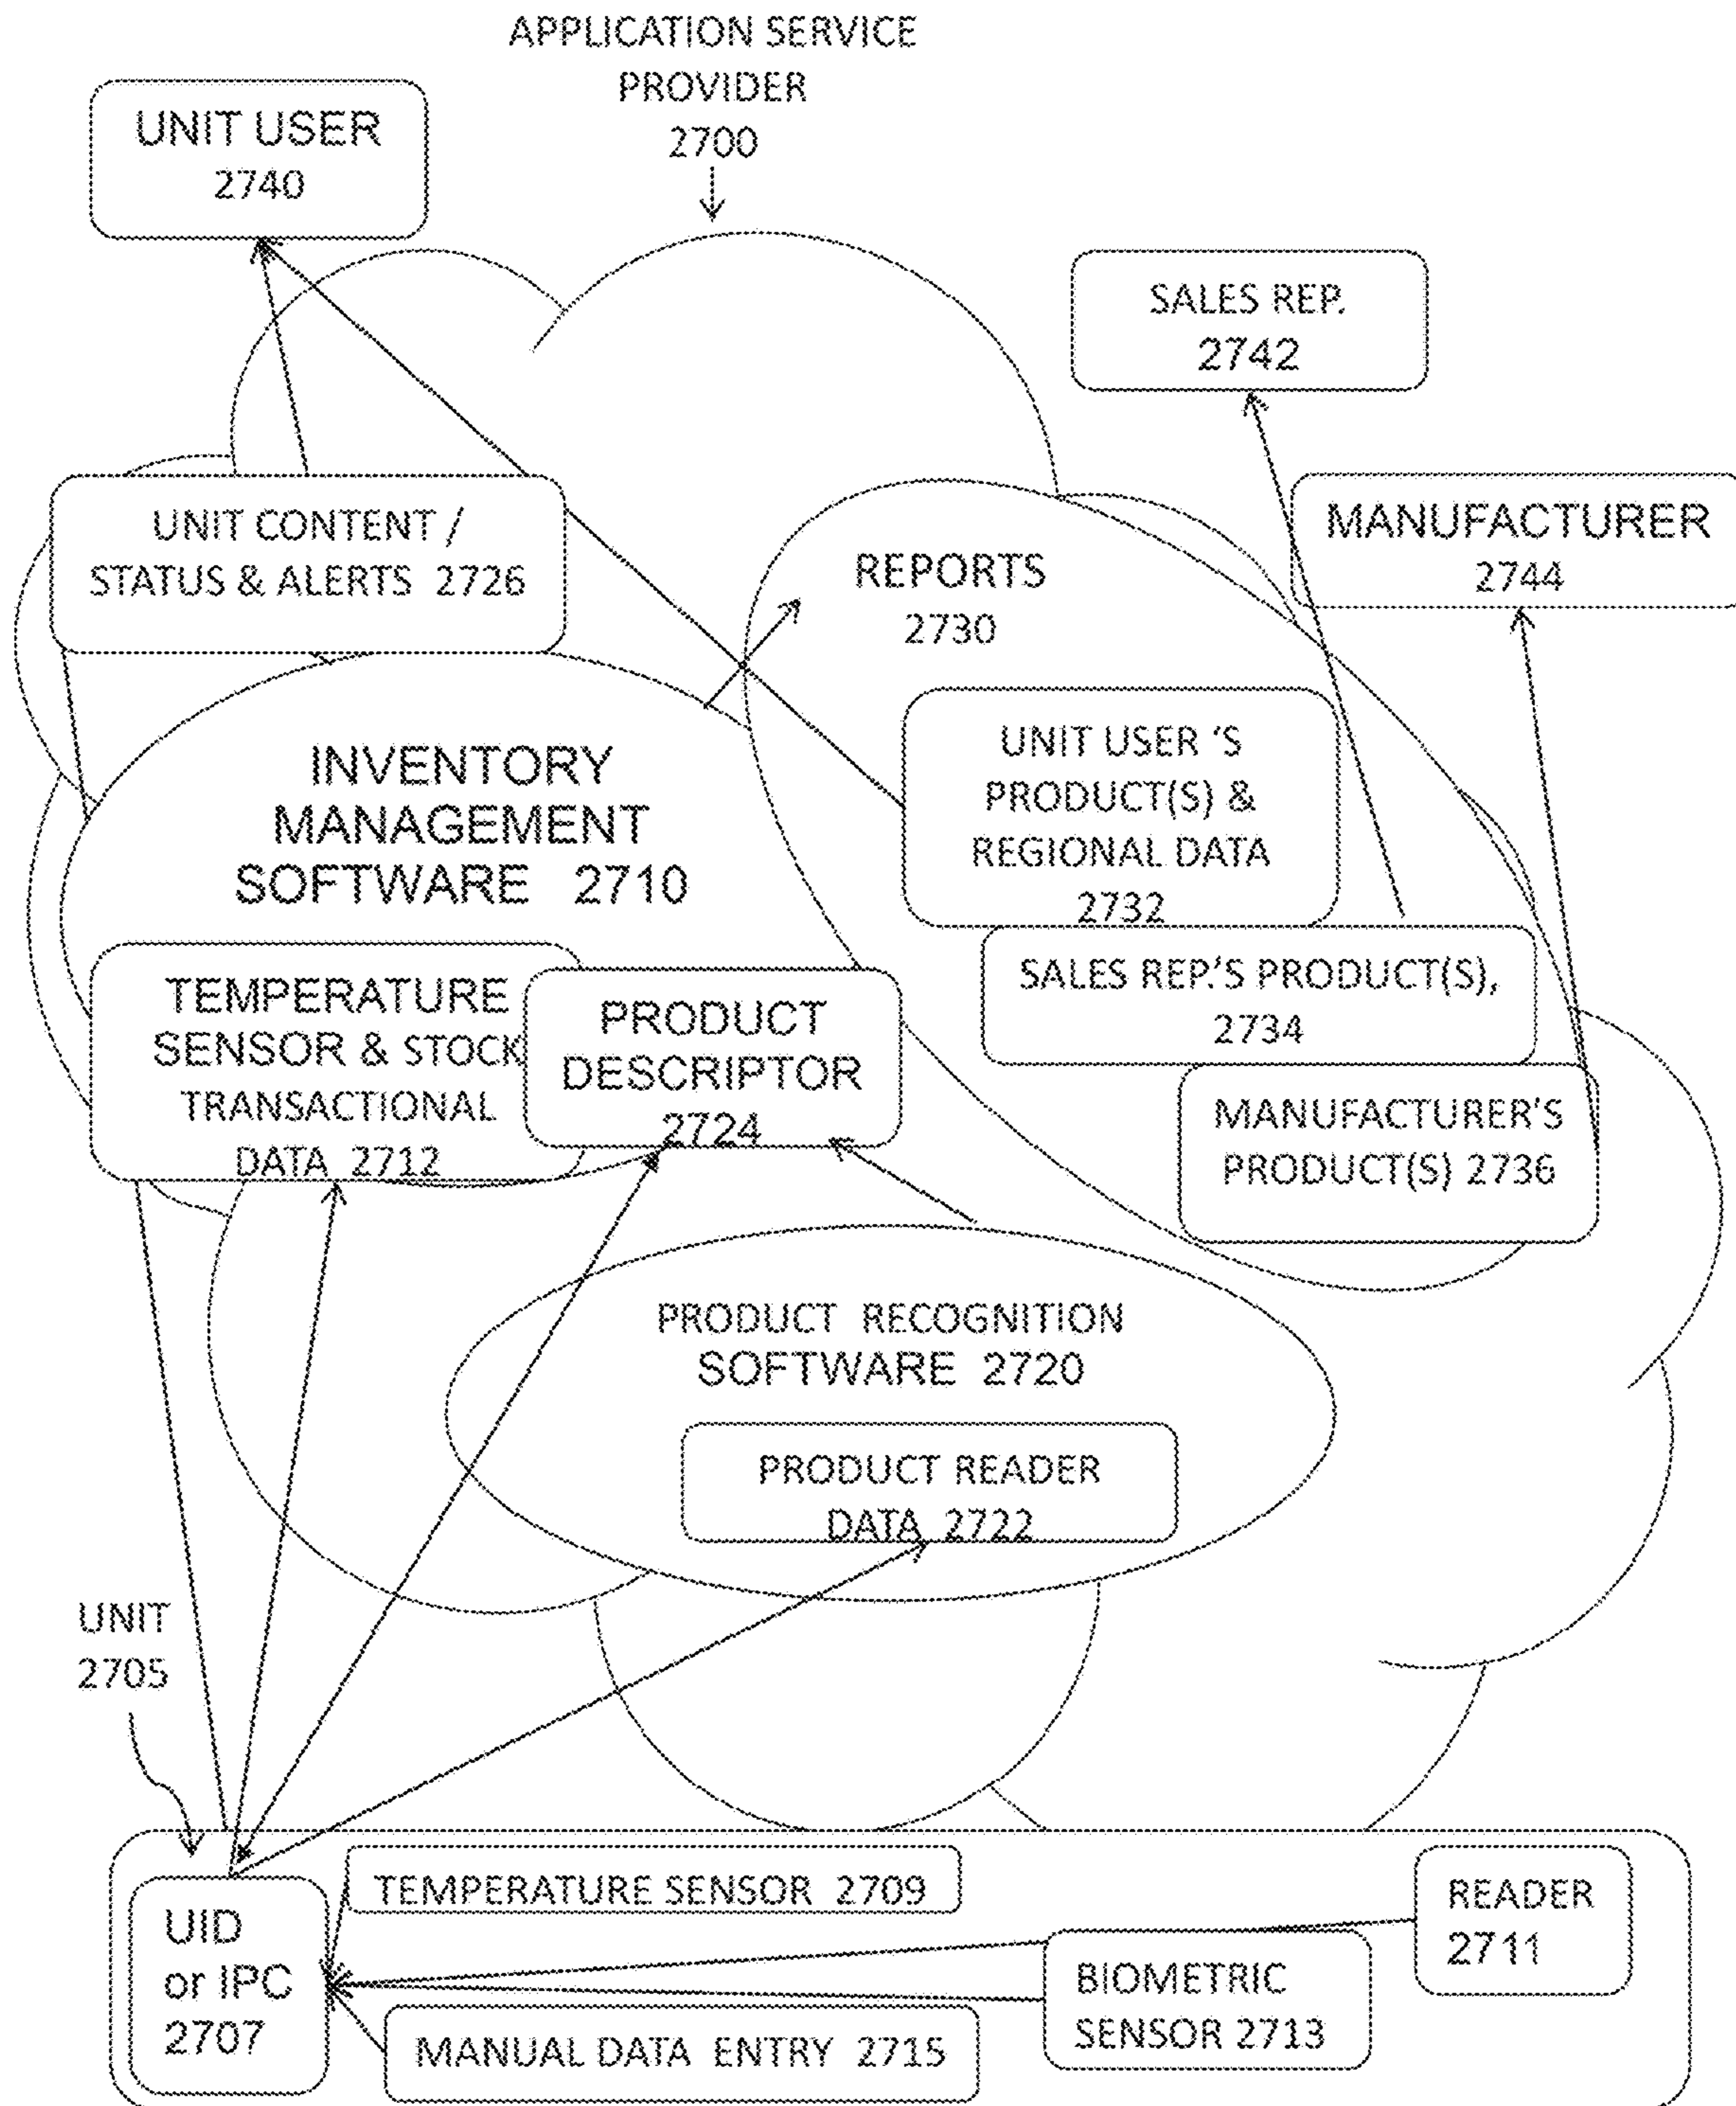 APPLICATION SERVICE
PROVIDER
2700
UNIT USER
2740
SALES REP.
2742
UNIT CONTENT /
STATUS & ALERTS 2726
MANUFACTURER
2744
REPORTS
2730
UNIT USER 'S
PRODUCT(S) &
REGIONAL DATA
2732
INVENTORY
MANAGEMENT
SOFTWARE 2710
SALES REP.'S PRODUCT(S),
2734
TEMPERATURE
SENSOR & STOCK
TRANSACTIONAL
DATA 2712
PRODUCT
DESCRIPTOR
2724
MANUFACTURER'S
PRODUCT(S) 2736
PRODUCT RECOGNITION
SOFTWARE 2720
PRODUCT READER
DATA 2722
UNIT
2705
UID
or IPC
2707
TEMPERATURE SENSOR 2709
READER
2711
BIOMETRIC
SENSOR 2713
MANUAL DATA ENTRY 2715